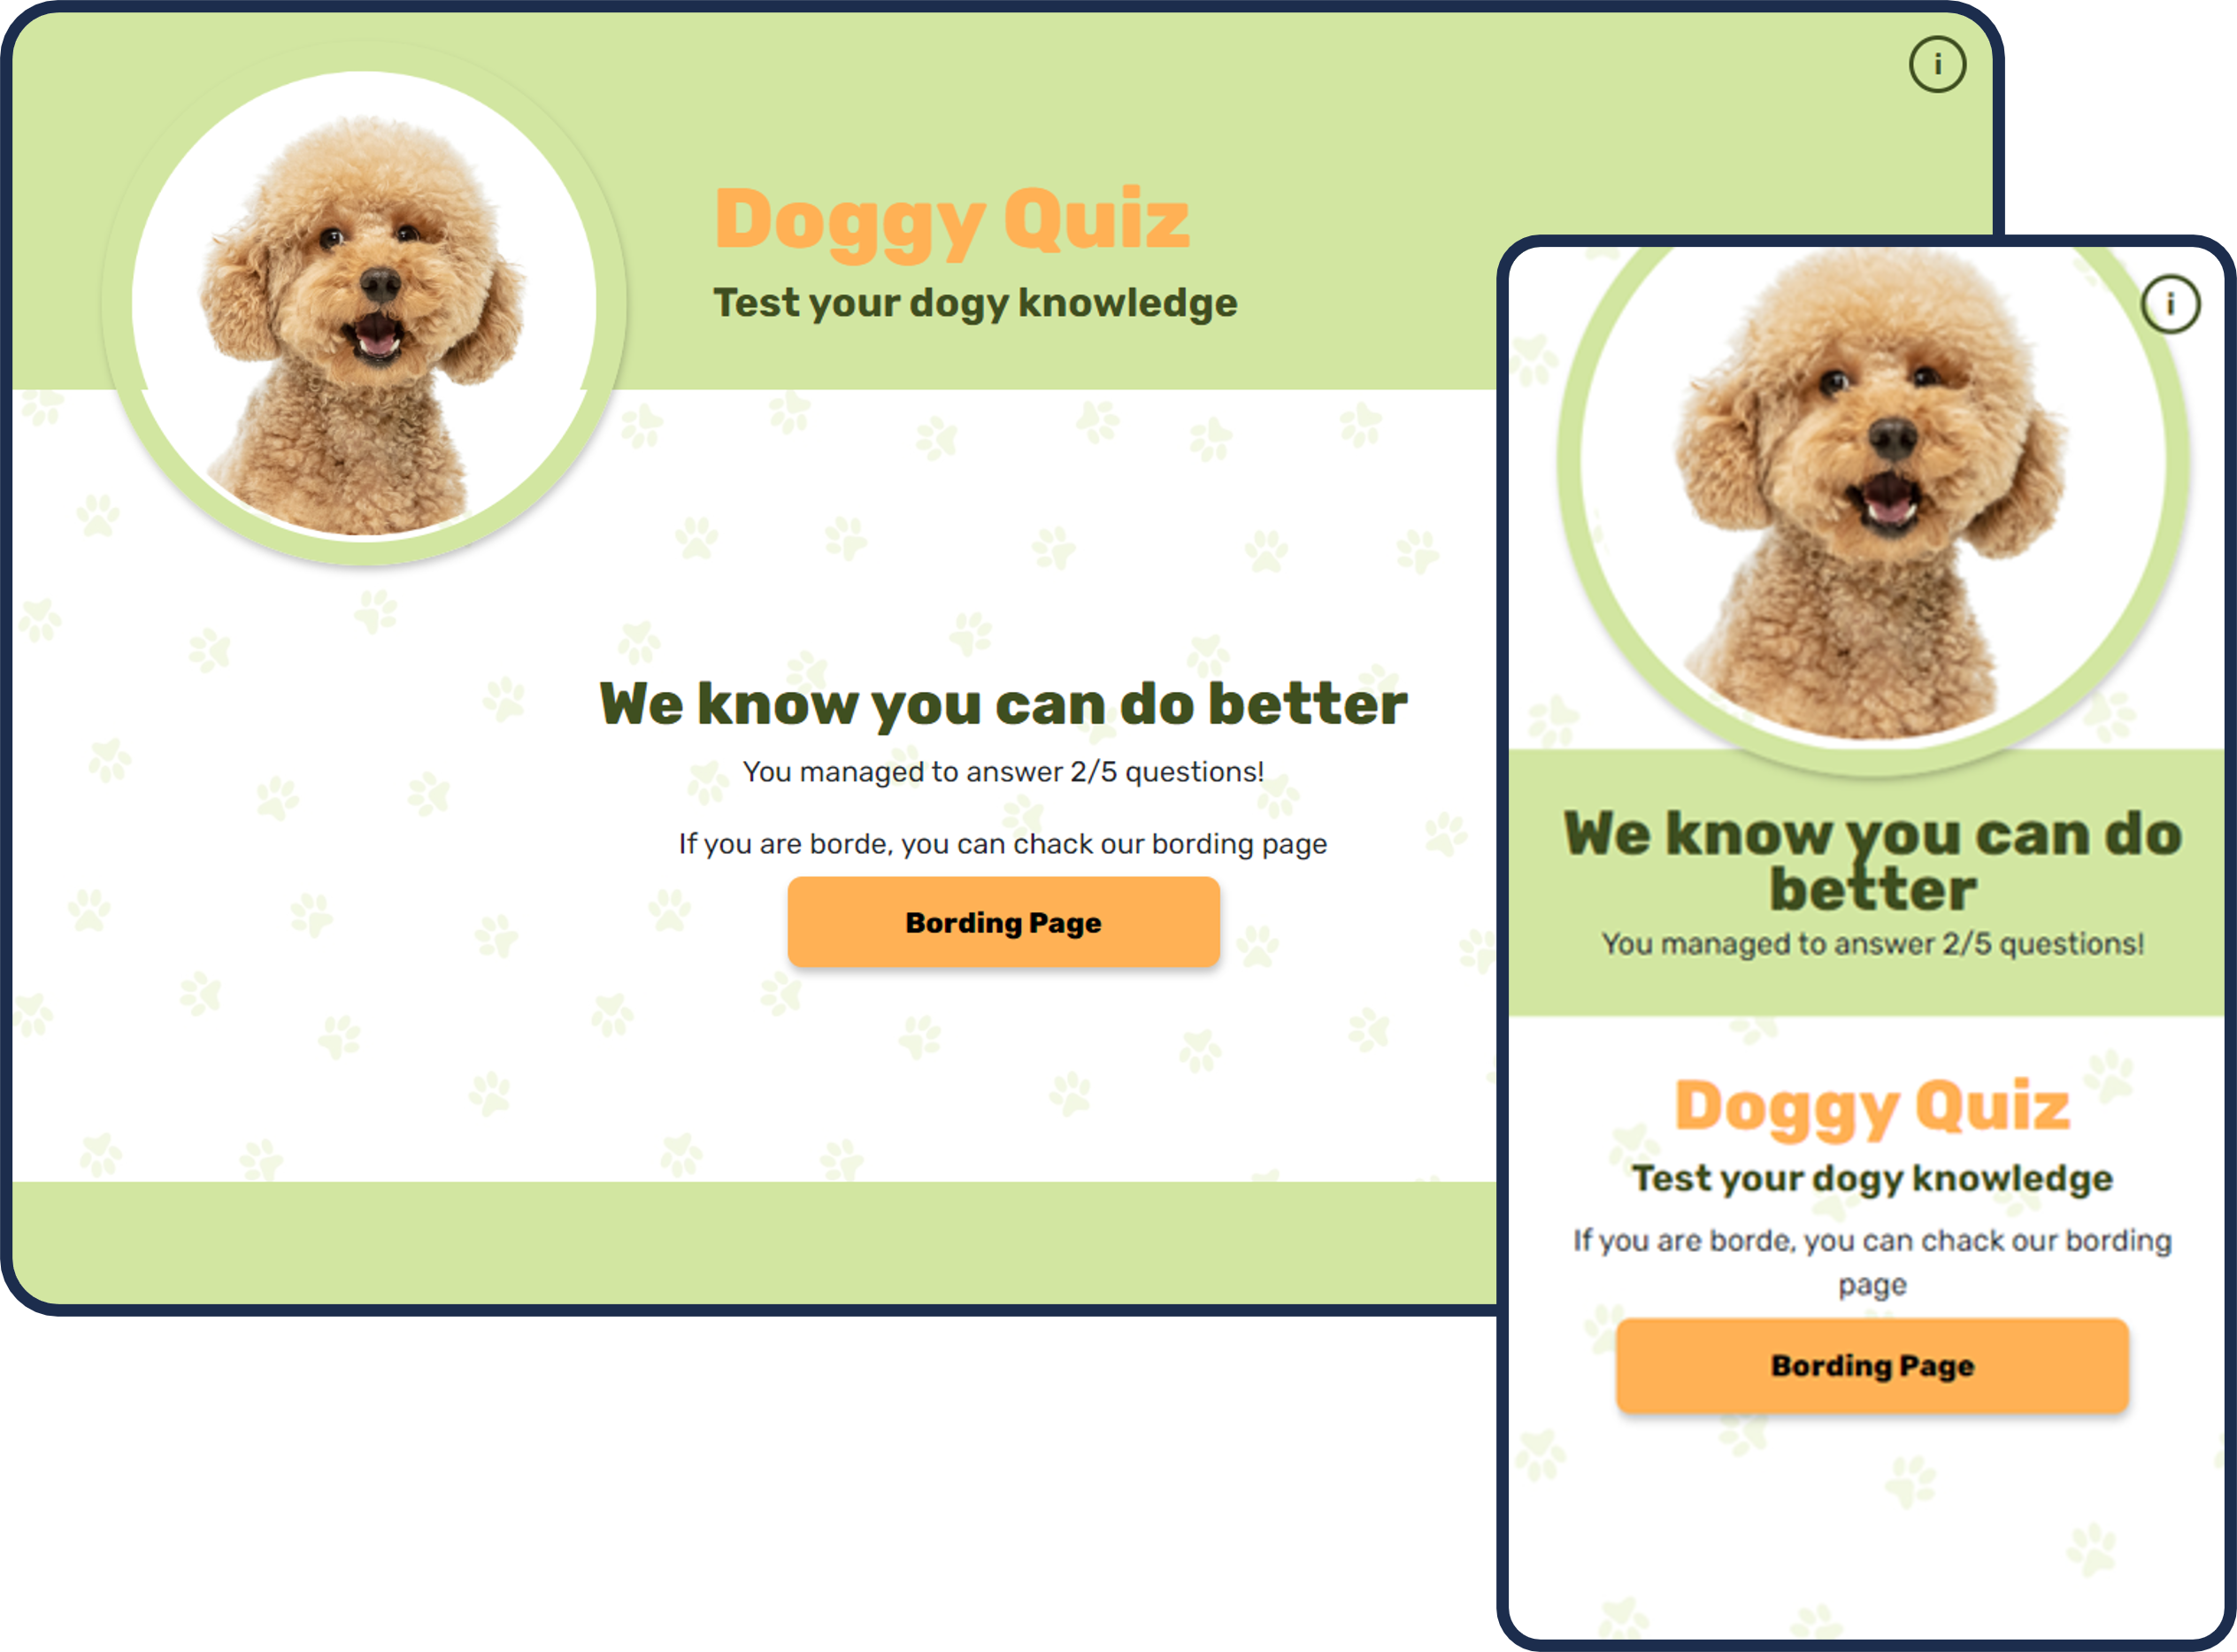 i
Doggy Quiz
Test your dogy knowledge
We know you can do better
You managed to answer 2/5 questions!
If you are borde, you can chack our bording page
Bording Page
i
We know you can do
better
You managed to answer 2/5 questions!
Doggy Quiz
Test your dogy knowledge
If you are borde, you can chack our bording
page
Bording Page